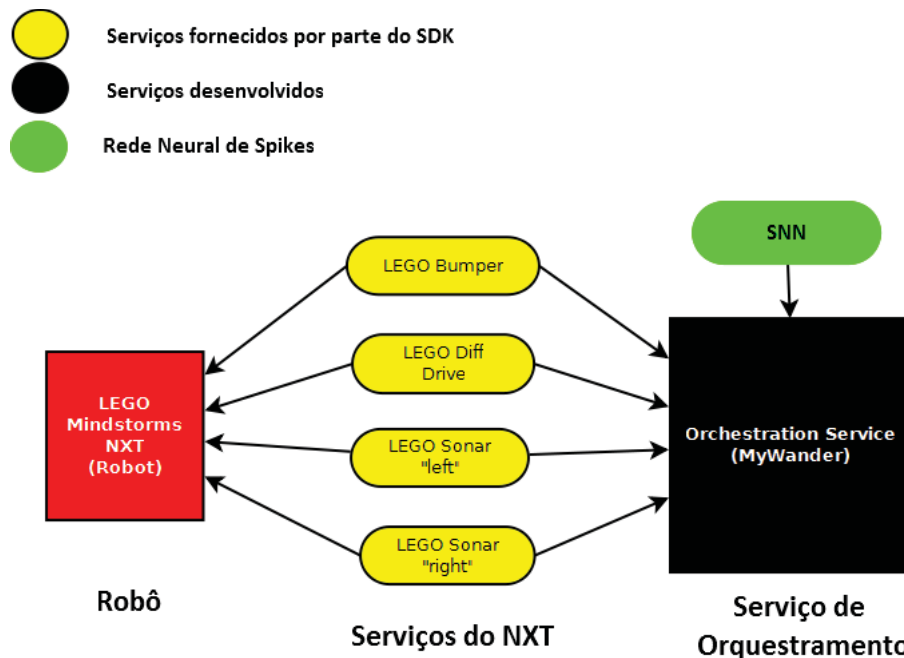 Serviços fornecidos por parte do SDK
Serviços desenvolvidos
Rede Neural de Spikes
SNN
LEGO Bumper
LEGO Diff
Drive
LEGO
Mindstorms
NXT
(Robot)
LEGO Sonar
"left"
Orchestration Service
(MyWander)
LEGO Sonar
"right"
Robô
Serviços do NXT
Serviço de
Orquestramento